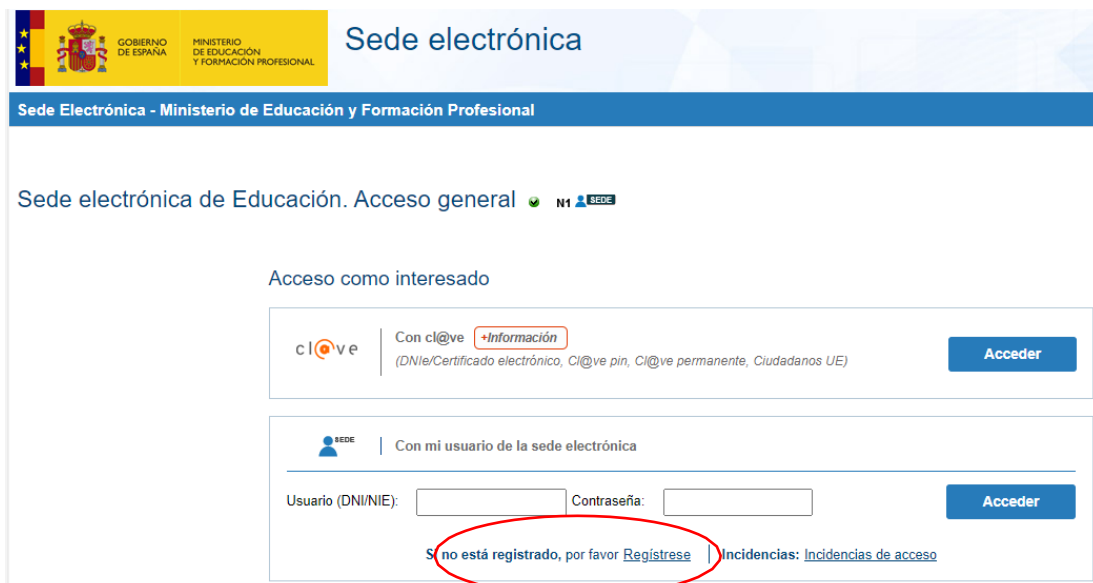 GOBIERNO
DE ESPAÑA
MINISTERIO
DE EDUCACIÓN
Y FORMACIÓN PROFESIONAL
Sede electrónica
Sede Electrónica - Ministerio de Educación y Formación Profesional
Sede electrónica de Educación. Acceso general N1 SEDE
Acceso como interesado
cl@ve
Con cl@ve +Información
(DNIe/Certificado electrónico, Cl@ve pin, Cl@ve permanente, Ciudadanos UE)
Acceder
SEDE
Con mi usuario de la sede electrónica
Usuario (DNI/NIE): Contraseña: Acceder
Si no está registrado, por favor Regístrese Incidencias: Incidencias de acceso